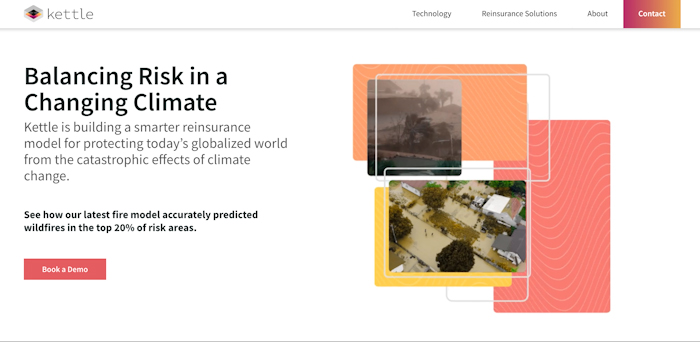 kettle
Technology
Reinsurance Solutions
About
Contact
Balancing Risk in a
Changing Climate
Kettle is building a smarter reinsurance
model for protecting today's globalized world
from the catastrophic effects of climate
change.
See how our latest fire model accurately predicted
wildfires in the top 20% of risk areas.
Book a Demo